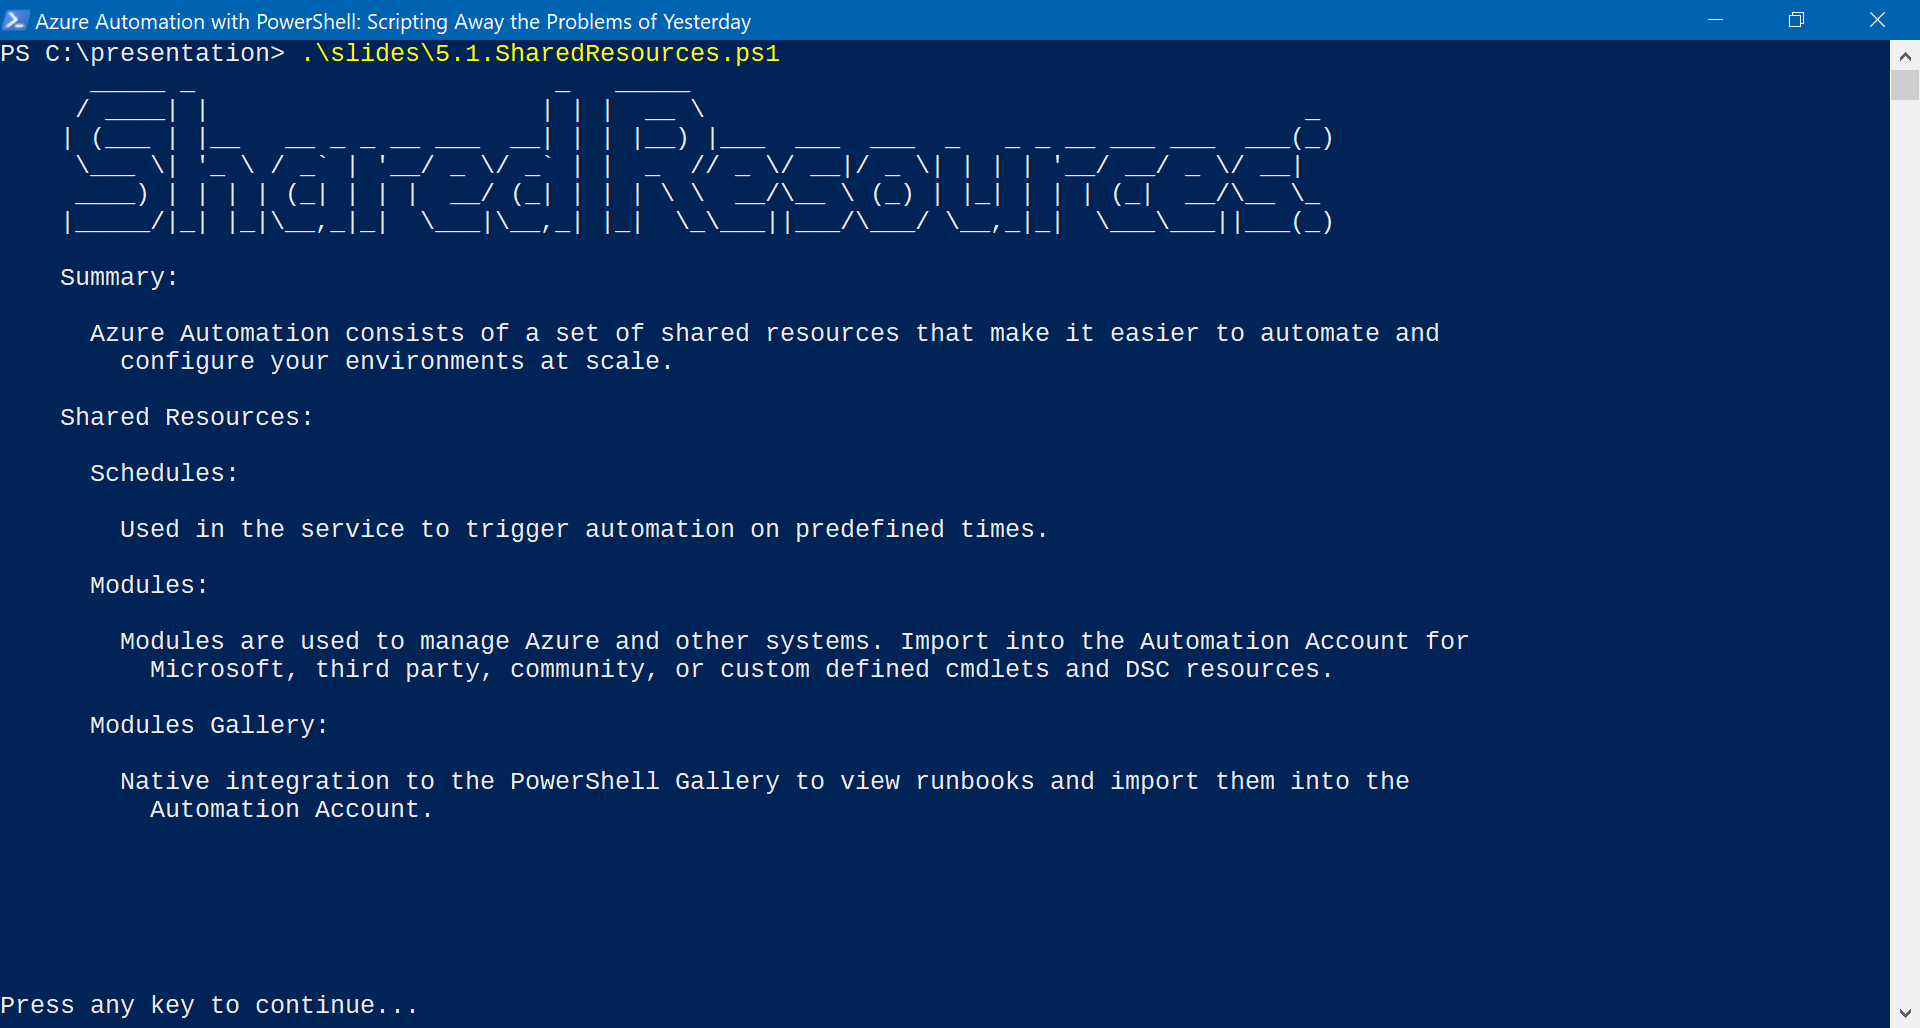 Azure Automation with PowerShell: Scripting Away the Problems of Yesterday
PS C:\presentation> .\slides\5.1.SharedResources.ps1
Shared Resources:
Summary:
Azure Automation consists of a set of shared resources that make it easier to automate and
configure your environments at scale.
Shared Resources:
Schedules:
Used in the service to trigger automation on predefined times.
Modules:
Modules are used to manage Azure and other systems. Import into the Automation Account for
Microsoft, third party, community, or custom defined cmdlets and DSC resources.
Modules Gallery:
Native integration to the PowerShell Gallery to view runbooks and import them into the
Automation Account.
Press any key to continue...